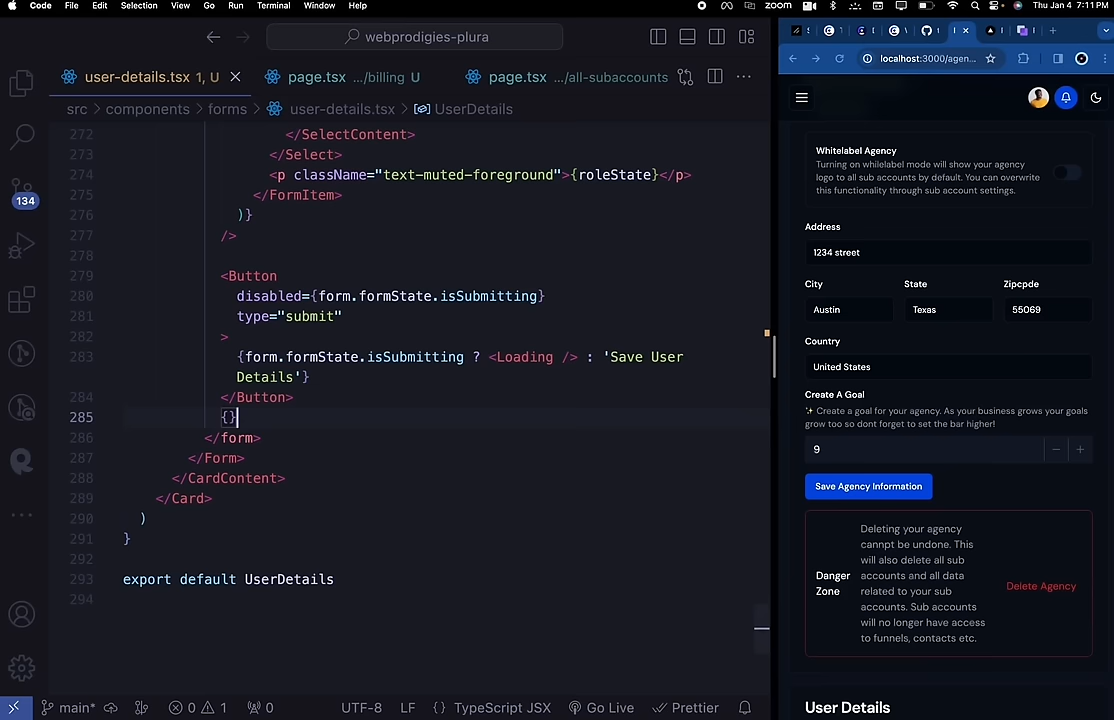 Code File Edit Selection View Go Run Terminal Window Help zoom Thu Jan 4 7:11 PM
webprodigies-plura
user-details.tsx 1, U
page.tsx .../billing U
page.tsx .../all-subaccounts
src > components > forms > user-details.tsx > UserDetails
272 </SelectContent>
273 </Select>
274 <p className="text-muted-foreground">{roleState}</p>
275 </FormItem>
276 )}
277 />
278
279 <Button
280 disabled={form.formState.isSubmitting}
281 type="submit"
282 >
283 {form.formState.isSubmitting ? <Loading /> : 'Save User
Details'}
284 </Button>
285 {}
286 </form>
287 </Form>
288 </CardContent>
289 </Card>
290 )
291 }
292
293 export default UserDetails
294
134
main* 0 1 0 UTF-8 LF {} TypeScript JSX Go Live Prettier
localhost:3000/agen...
Whitelabel Agency
Turning on whilelabel mode will show your agency
logo to all sub accounts by default. You can overwrite
this functionality through sub account settings.
Address
1234 street
City State Zipcpde
Austin Texas 55069
Country
United States
Create A Goal
✨ Create a goal for your agency. As your business grows your goals
grow too so dont forget to set the bar higher!
9
Save Agency Information
Danger
Zone
Deleting your agency
cannpt be undone. This
will also delete all sub
accounts and all data
related to your sub
accounts. Sub accounts
will no longer have access
to funnels, contacts etc.
Delete Agency
User Details